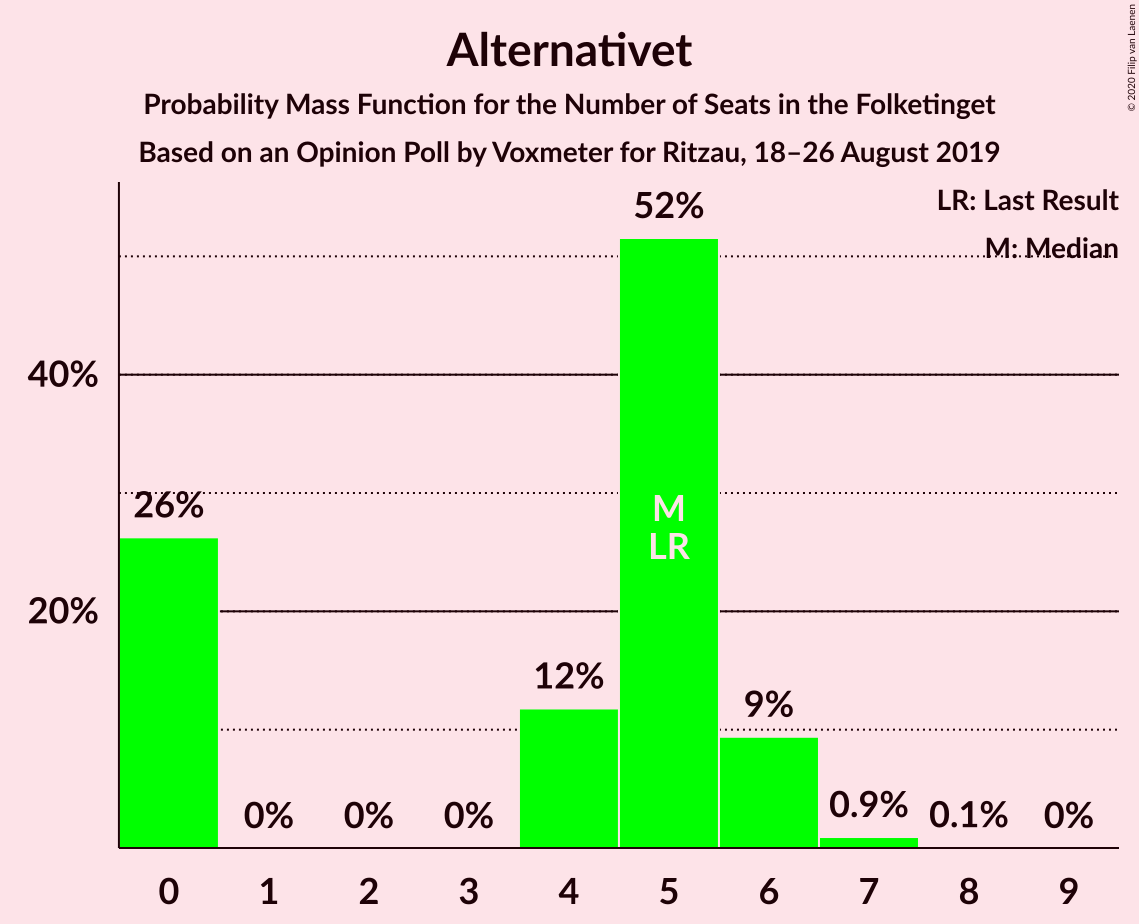 Alternativet
Probability Mass Function for the Number of Seats in the Folketinget
Based on an Opinion Poll by Voxmeter for Ritzau, 18–26 August 2019
© 2020 Filip van Laenen
LR: Last Result
M: Median
52%
40%
26%
M
LR
20%
12%
9%
0%
0%
0%
0.9%
0.1%
0%
0
1
2
3
4
5
6
7
8
9